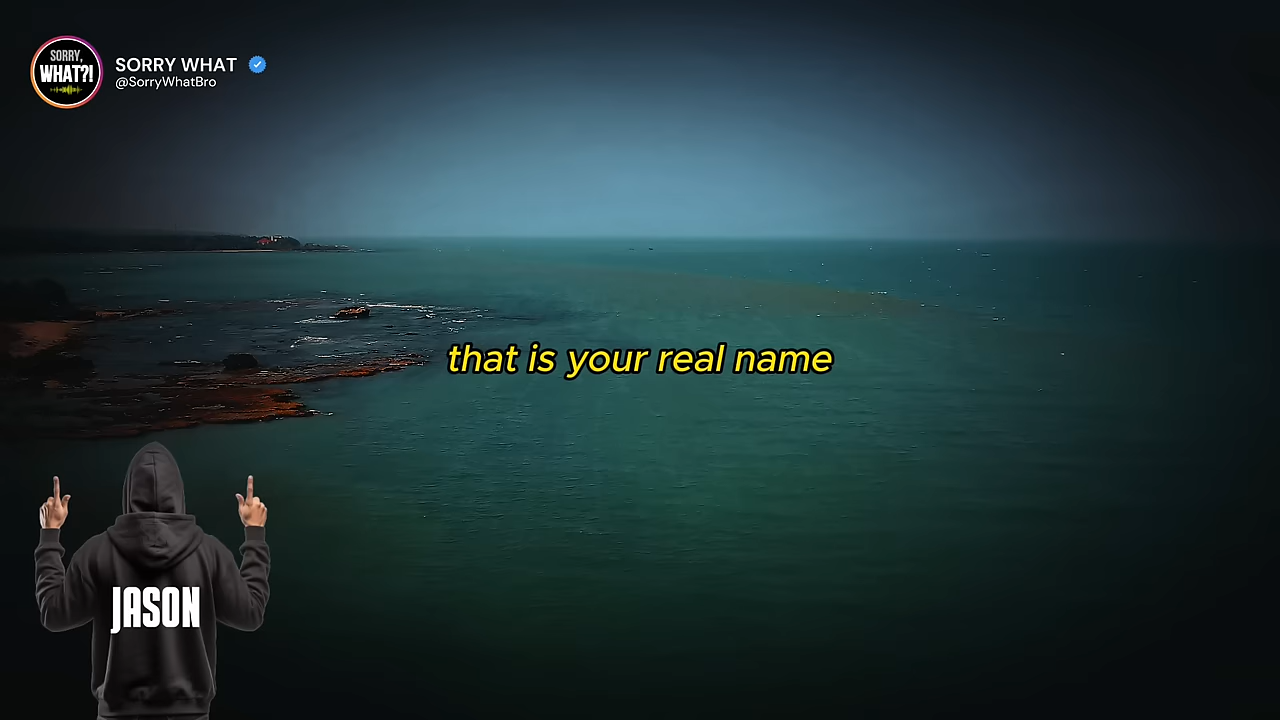 SORRY,
WHAT?!
SORRY WHAT
@SorryWhatBro
that is your real name
JASON